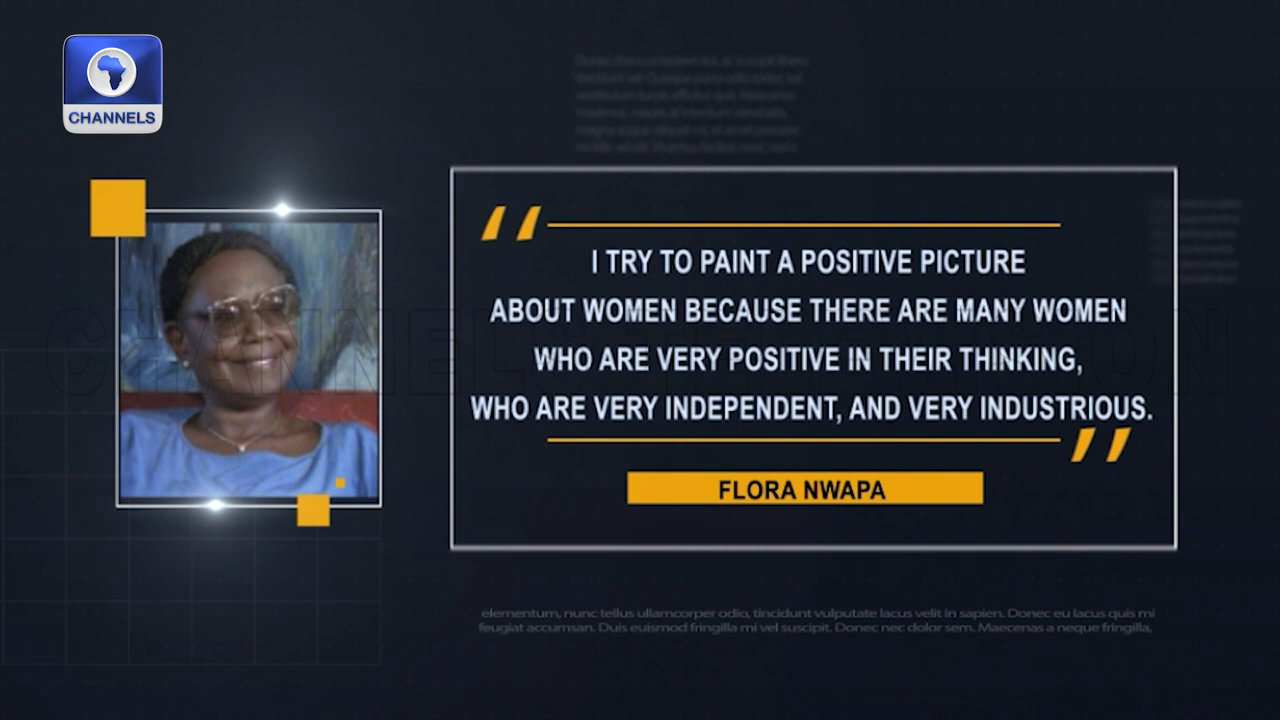 CHANNELS
I TRY TO PAINT A POSITIVE PICTURE
ABOUT WOMEN BECAUSE THERE ARE MANY WOMEN
WHO ARE VERY POSITIVE IN THEIR THINKING,
WHO ARE VERY INDEPENDENT, AND VERY INDUSTRIOUS.
FLORA NWAPA
elementum, nunc tellus ullamcorper odio, tincidunt vulputate lacus velit in sapien. Donec eu lacus quis mi
feugiat accumsan. Duis euismod fringilla mi vel suscipit. Donec nec dolor sem. Maecenas a neque fringilla,